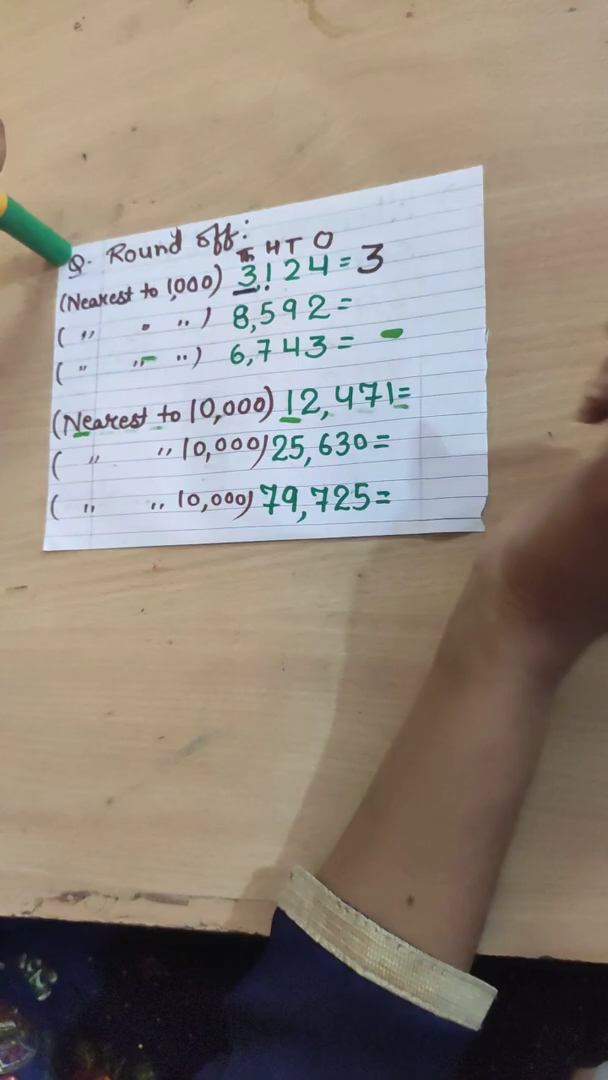 Q. Round off:
Th H T O
(Nearest to 1,000) 3,124 = 3
( " " ") 8,592 =
( " " ") 6,743 =
(Nearest to 10,000) 12,471=
( " " 10,000) 25,630=
( " " 10,000) 79,725=